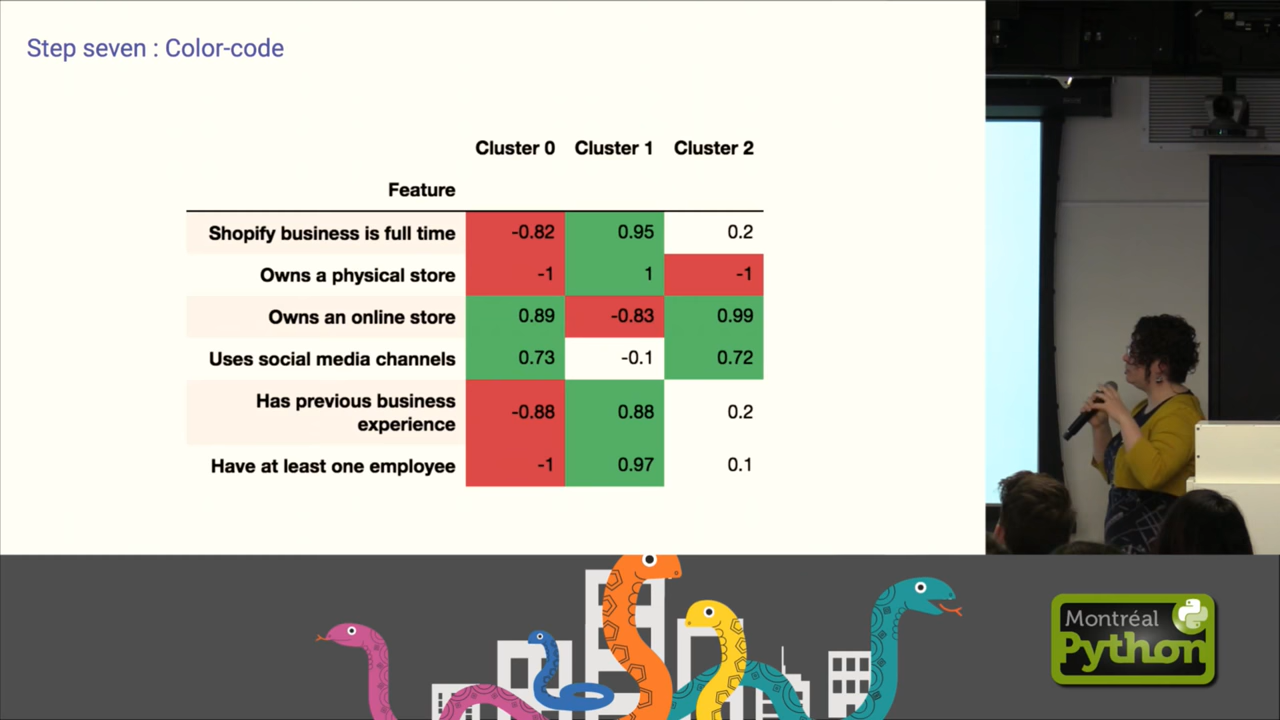 Step seven : Color-code
Cluster 0 Cluster 1 Cluster 2
Feature
Shopify business is full time -0.82 0.95 0.2
Owns a physical store -1 1 -1
Owns an online store 0.89 -0.83 0.99
Uses social media channels 0.73 -0.1 0.72
Has previous business
experience -0.88 0.88 0.2
Have at least one employee -1 0.97 0.1
Montréal
Python